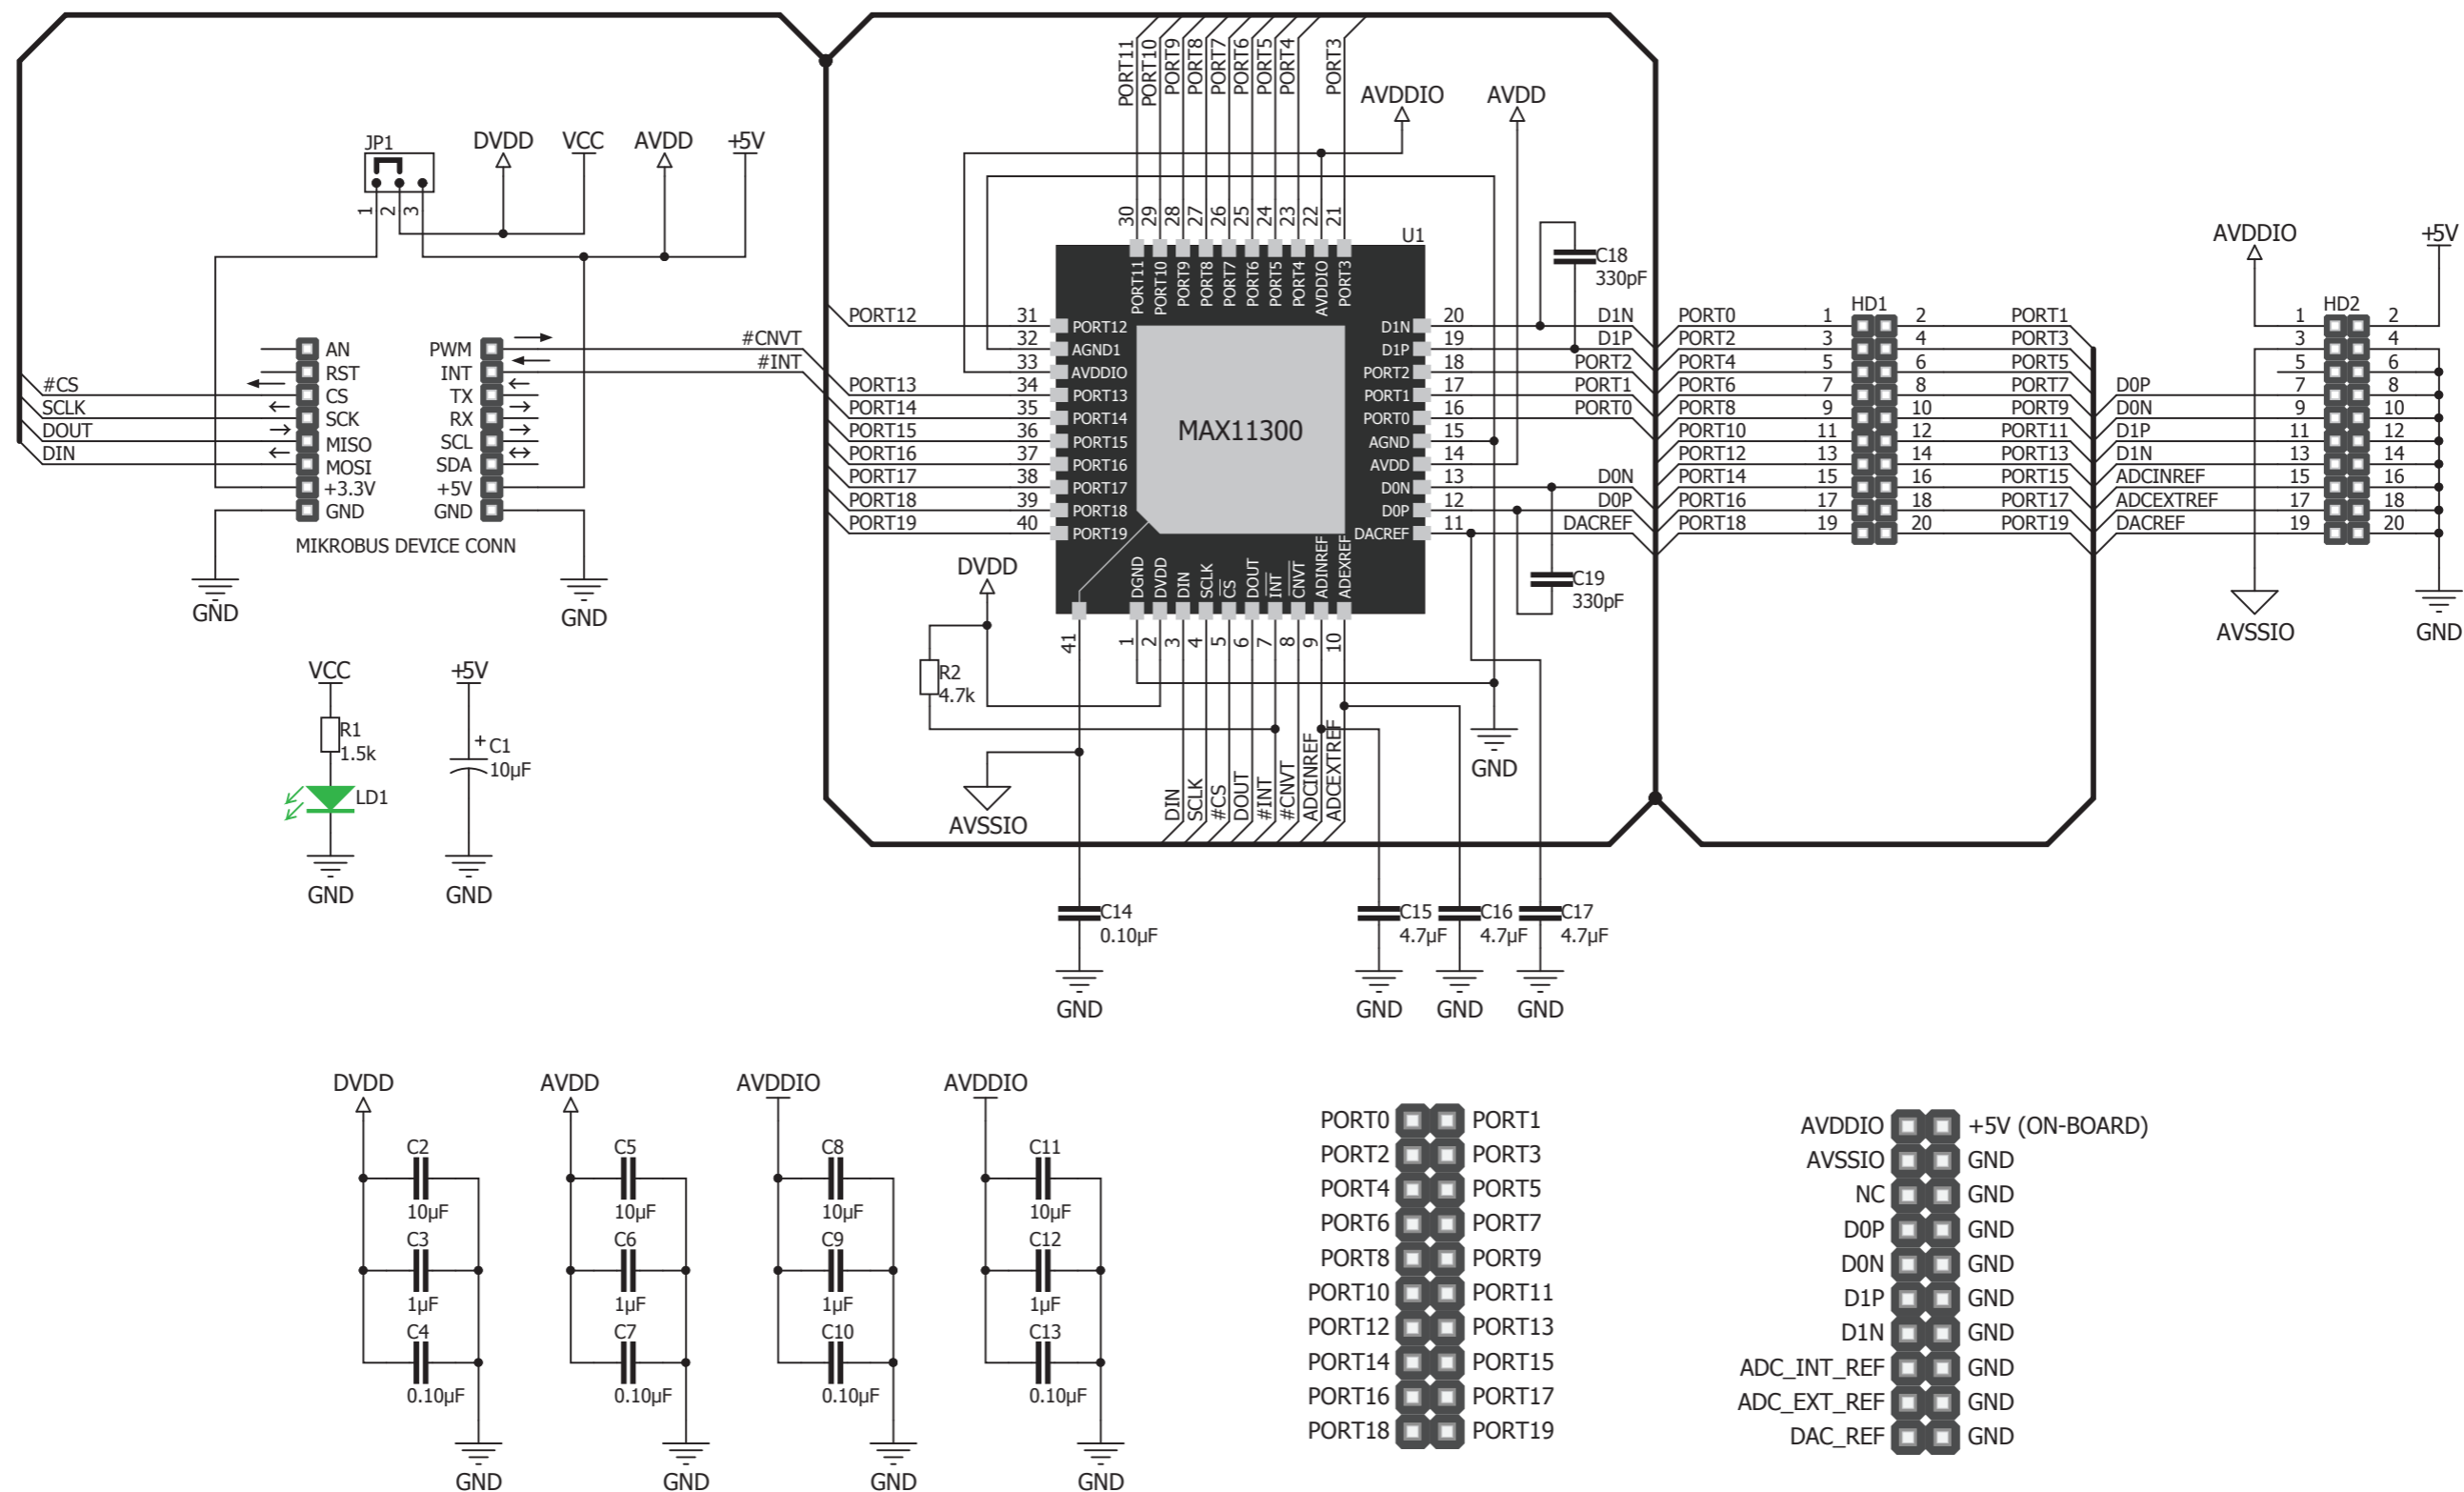 PORT11
PORT10
PORT9
PORT8
PORT7
PORT6
PORT5
PORT4
PORT3
AVDDIO
AVDD
JP1
DVDD
VCC
AVDD
+5V
1
2
3
30
29
28
27
26
25
24
23
22
21
U1
PORT11
PORT10
PORT9
PORT8
PORT7
PORT6
PORT5
PORT4
AVDDIO
PORT3
C18
330pF
AVDDIO
+5V
#CS
SCLK
DOUT
DIN
AN
RST
CS
SCK
MISO
MOSI
+3.3V
GND
PWM
INT
TX
RX
SCL
SDA
+5V
GND
MIKROBUS DEVICE CONN
GND
GND
#CNVT
#INT
PORT12 31 PORT12
32 AGND1
33 AVDDIO
PORT13 34 PORT13
PORT14 35 PORT14
PORT15 36 PORT15
PORT16 37 PORT16
PORT17 38 PORT17
PORT18 39 PORT18
PORT19 40 PORT19
MAX11300
D1N 20 D1N
D1P 19 D1P
PORT2 18 PORT2
PORT1 17 PORT1
PORT0 16 PORT0
AGND 15
AVDD 14
D0N 13 D0N
D0P 12 D0P
DACREF 11 DACREF
HD1
PORT0 1 2 PORT1
PORT2 3 4 PORT3
PORT4 5 6 PORT5
PORT6 7 8 PORT7
PORT8 9 10 PORT9
PORT10 11 12 PORT11
PORT12 13 14 PORT13
PORT14 15 16 PORT15
PORT16 17 18 PORT17
PORT18 19 20 PORT19
HD2
1 2
3 4
5 6
D0P 7 8
D0N 9 10
D1P 11 12
D1N 13 14
ADCINREF 15 16
ADCEXTREF 17 18
DACREF 19 20
AVSSIO
GND
DGND
DVDD
DIN
SCLK
CS
DOUT
INT
CNVT
ADINREF
ADEXREF
C19
330pF
DVDD
R2
4.7k
41
1
2
3
4
5
6
7
8
9
10
AVSSIO
DIN
SCLK
#CS
DOUT
#INT
#CNVT
ADCINREF
ADCEXTREF
GND
VCC
R1
1.5k
LD1
GND
+5V
+
C1
10µF
GND
C14
0.10µF
GND
C15
4.7µF
GND
C16
4.7µF
GND
C17
4.7µF
GND
DVDD
C2
10µF
C3
1µF
C4
0.10µF
GND
AVDD
C5
10µF
C6
1µF
C7
0.10µF
GND
AVDDIO
C8
10µF
C9
1µF
C10
0.10µF
GND
AVDDIO
C11
10µF
C12
1µF
C13
0.10µF
GND
PORT0 PORT1
PORT2 PORT3
PORT4 PORT5
PORT6 PORT7
PORT8 PORT9
PORT10 PORT11
PORT12 PORT13
PORT14 PORT15
PORT16 PORT17
PORT18 PORT19
AVDDIO +5V (ON-BOARD)
AVSSIO GND
NC GND
D0P GND
D0N GND
D1P GND
D1N GND
ADC_INT_REF GND
ADC_EXT_REF GND
DAC_REF GND